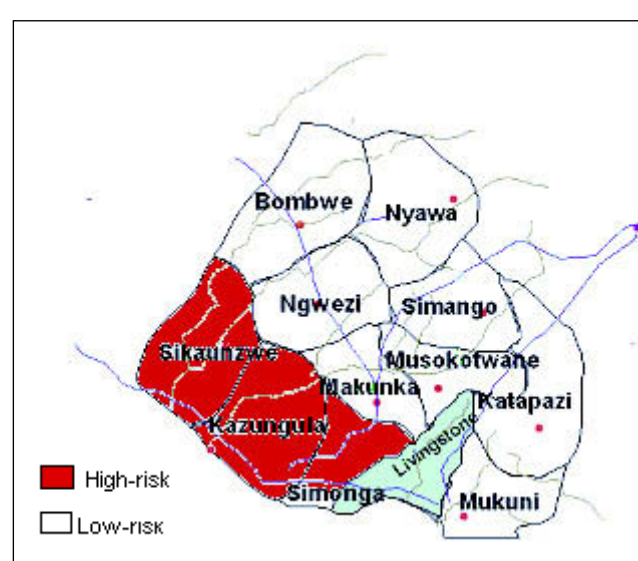 Bombwe
Nyawa
Ngwezi
Simango
Sikaunzwe
Musokotwane
Makunka
Katapazi
Kazungula
Livingstone
Simonga
Mukuni
High-risk
Low-risk